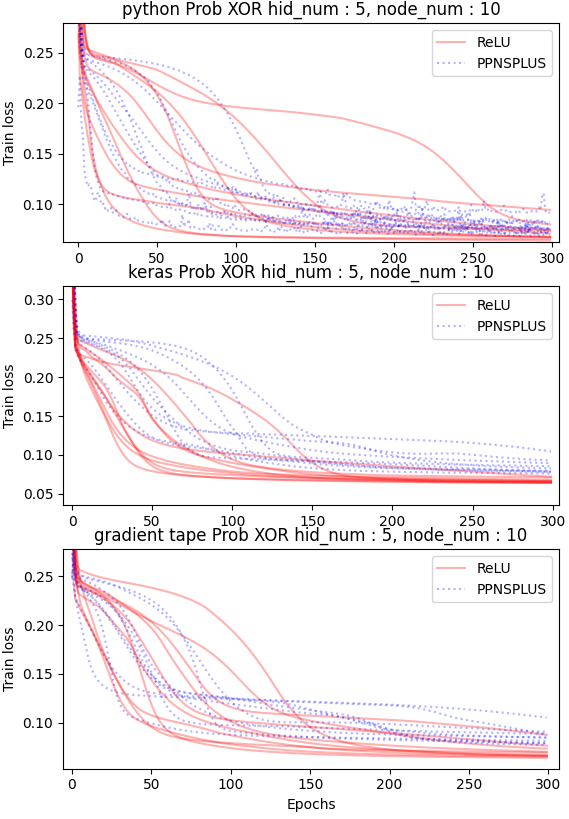 python Prob XOR hid_num : 5, node_num : 10
0.25
0.20
0.15
0.10
Train loss
ReLU
PPNSPLUS
0 50 100 150 200 250 300
keras Prob XOR hid_num : 5, node_num : 10
0.30
0.25
0.20
0.15
0.10
0.05
Train loss
ReLU
PPNSPLUS
0 50 100 150 200 250 300
gradient tape Prob XOR hid_num : 5, node_num : 10
0.25
0.20
0.15
0.10
Train loss
ReLU
PPNSPLUS
0 50 100 150 200 250 300
Epochs